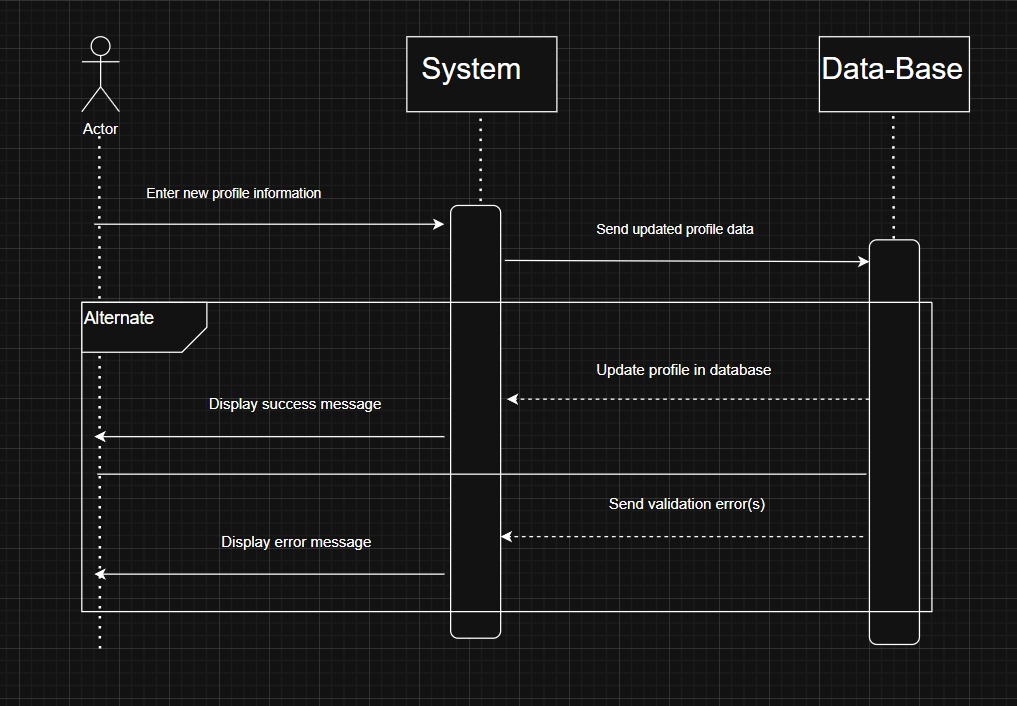 System
Data-Base
Actor
Enter new profile information
Send updated profile data
Alternate
Update profile in database
Display success message
Send validation error(s)
Display error message